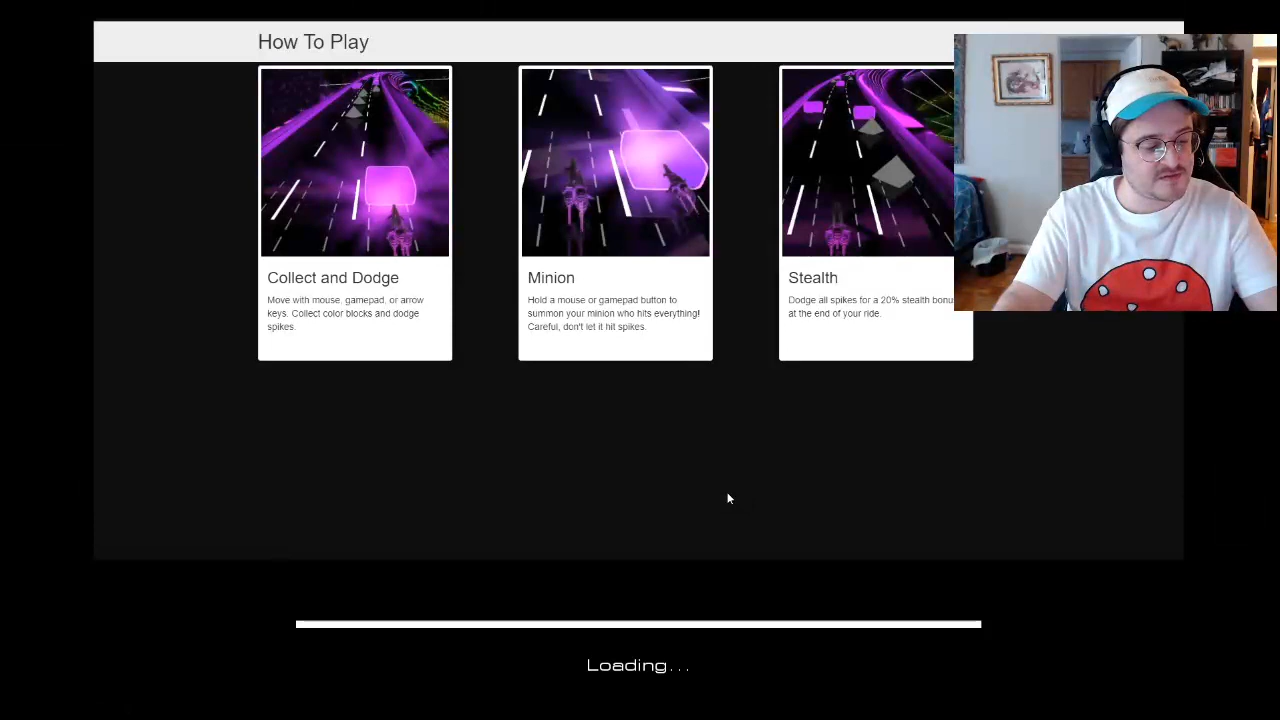 How To Play
Collect and Dodge
Move with mouse, gamepad, or arrow
keys. Collect color blocks and dodge
spikes.
Minion
Hold a mouse or gamepad button to
summon your minion who hits everything!
Careful, don't let it hit spikes.
Stealth
Dodge all spikes for a 20% stealth
at the end of your ride.
Loading...